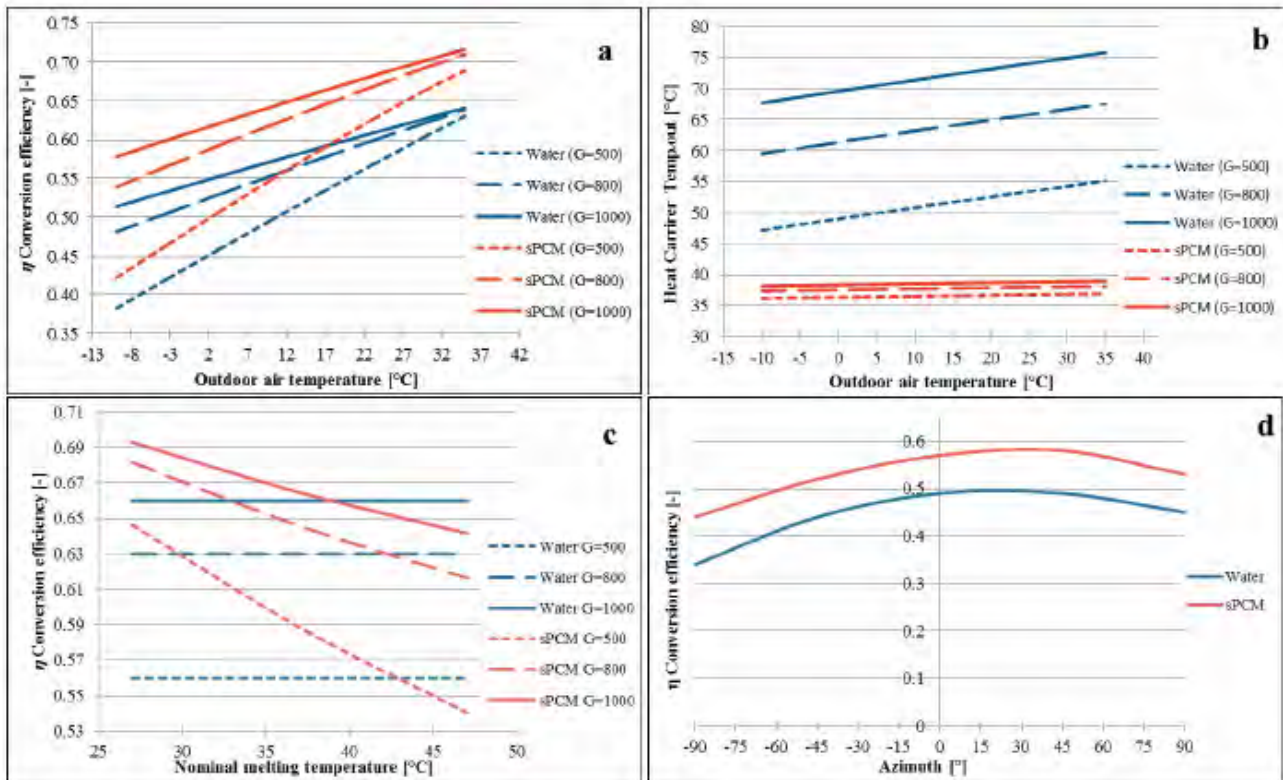 a
η Conversion efficiency [-]
0.75
0.70
0.65
0.60
0.55
0.50
0.45
0.40
0.35
-13 -8 -3 2 7 12 17 22 27 32 37 42
Outdoor air temperature [°C]
Water (G=500)
Water (G=800)
Water (G=1000)
sPCM (G=500)
sPCM (G=800)
sPCM (G=1000)
b
Heat Carrier Temp.out [°C]
80
75
70
65
60
55
50
45
40
35
30
-15 -10 -5 0 5 10 15 20 25 30 35 40
Outdoor air temperature [°C]
Water (G=500)
Water (G=800)
Water (G=1000)
sPCM (G=500)
sPCM (G=800)
sPCM (G=1000)
c
η Conversion efficiency [-]
0.71
0.69
0.67
0.65
0.63
0.61
0.59
0.57
0.55
0.53
25 30 35 40 45 50
Nominal melting temperature [°C]
Water G=500
Water G=800
Water G=1000
sPCM G=500
sPCM G=800
sPCM G=1000
d
η Conversion efficiency [-]
0.6
0.5
0.4
0.3
0.2
0.1
0
-90 -75 -60 -45 -30 -15 0 15 30 45 60 75 90
Azimuth [°]
Water
sPCM